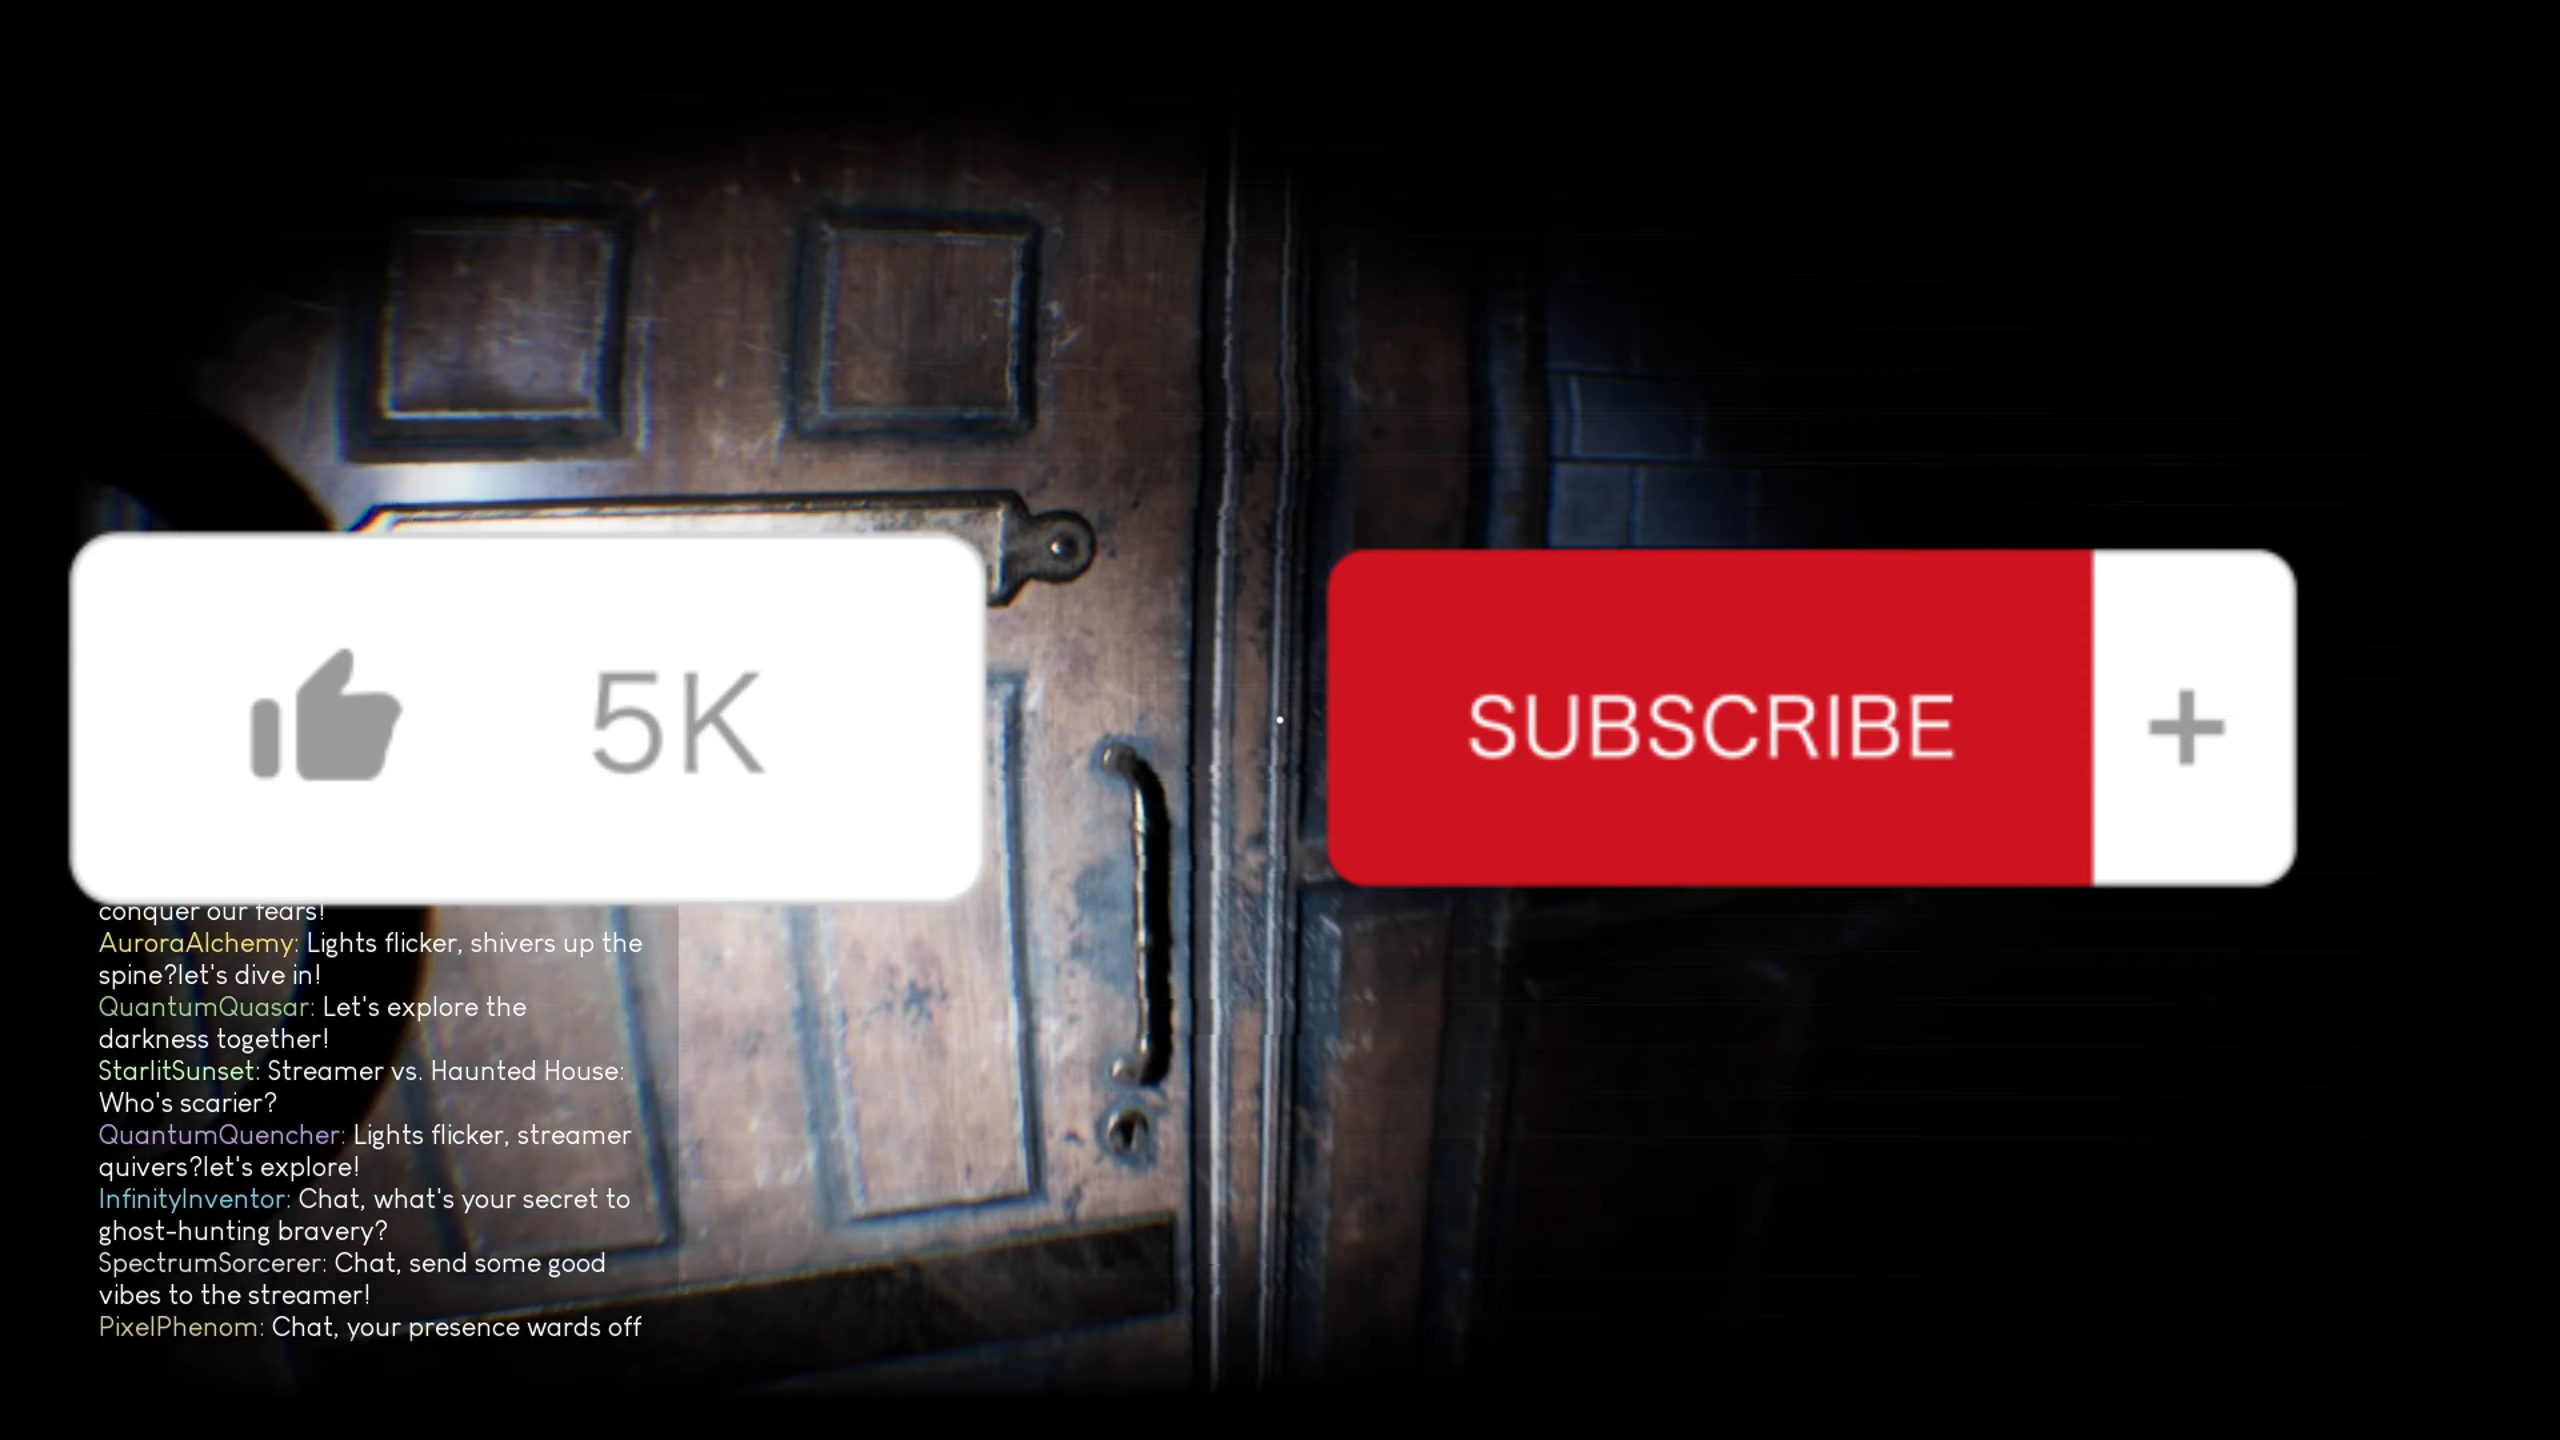 5K
SUBSCRIBE +
conquer our fears!
AuroraAlchemy: Lights flicker, shivers up the
spine?let's dive in!
QuantumQuasar: Let's explore the
darkness together!
StarlitSunset: Streamer vs. Haunted House:
Who's scarier?
QuantumQuencher: Lights flicker, streamer
quivers?let's explore!
InfinityInventor: Chat, what's your secret to
ghost-hunting bravery?
SpectrumSorcerer: Chat, send some good
vibes to the streamer!
PixelPhenom: Chat, your presence wards off